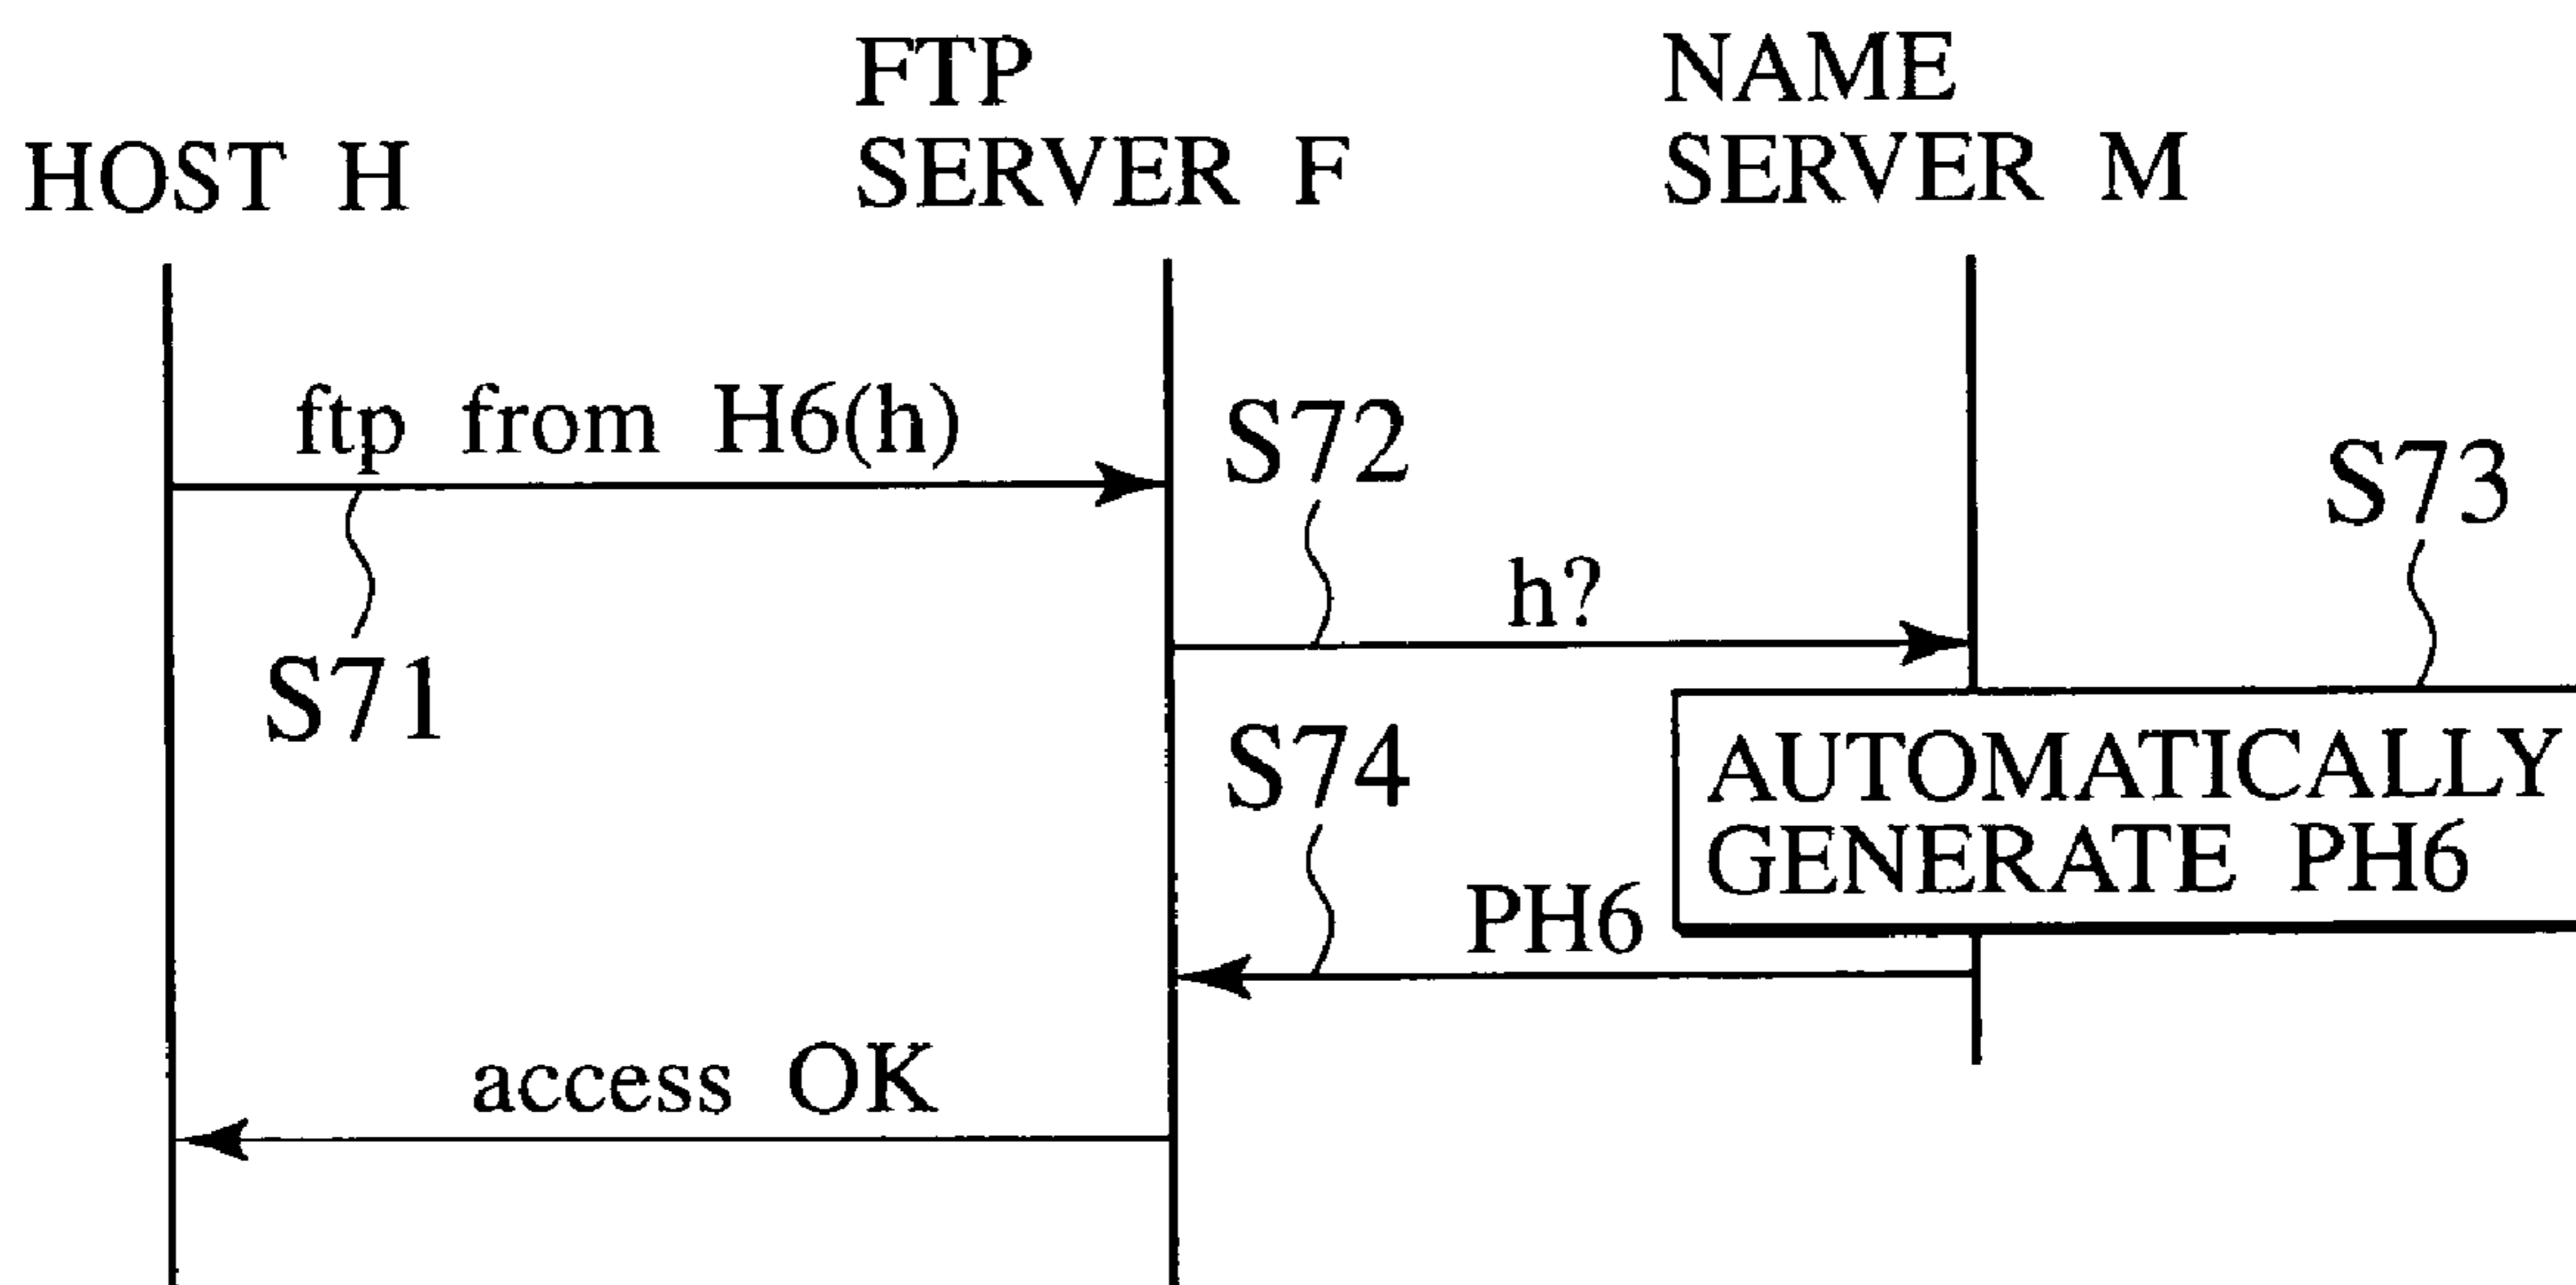 HOST H
FTP
SERVER F
NAME
SERVER M
ftp from H6(h)
S71
S72
h?
S73
AUTOMATICALLY
GENERATE PH6
S74
PH6
access OK